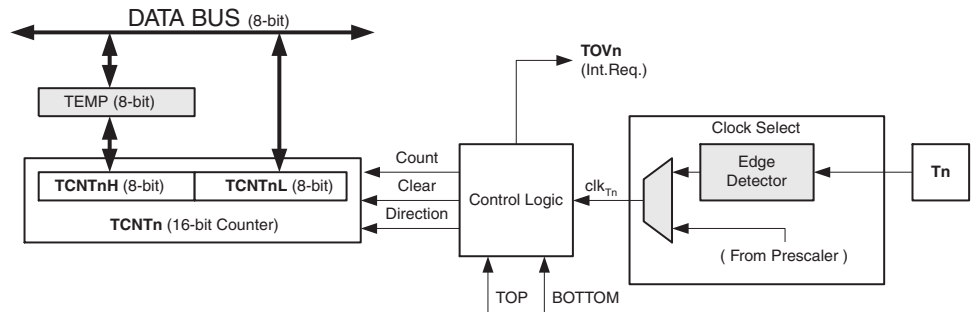 DATA BUS (8-bit)
TOVn
(Int.Req.)
TEMP (8-bit)
Clock Select
Count
Edge
Detector
TCNTnH (8-bit) TCNTnL (8-bit)
Clear
Control Logic
clkTn
Tn
TCNTn (16-bit Counter)
Direction
( From Prescaler )
TOP BOTTOM